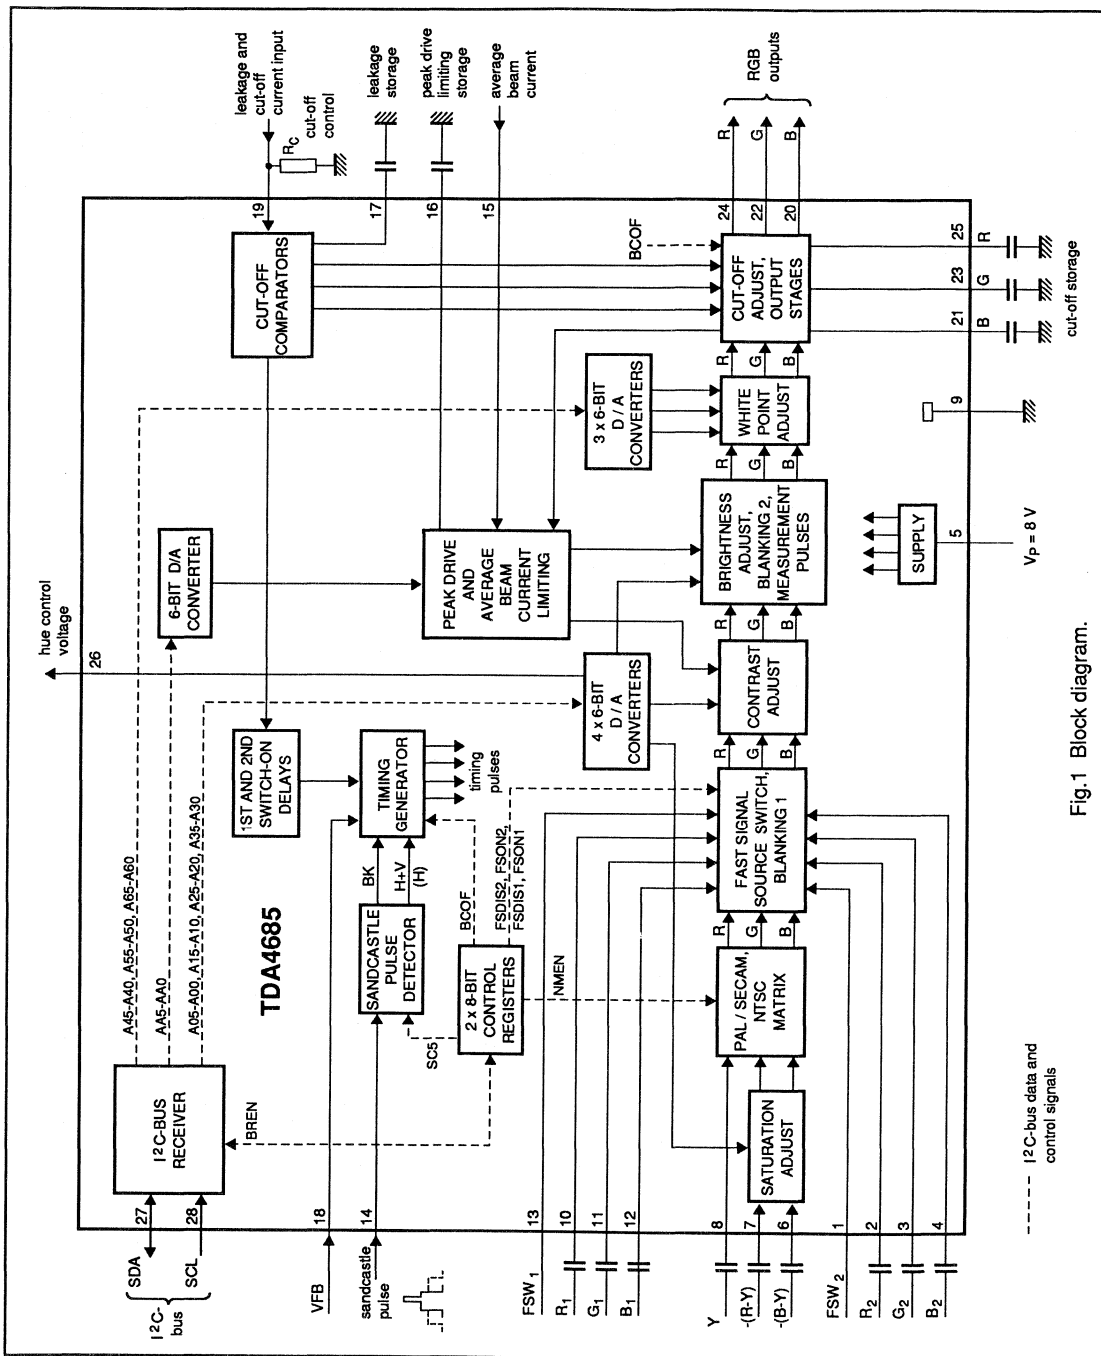 I²C-
bus
SDA
SCL
27
28
I²C-BUS
RECEIVER
A45-A40, A55-A50, A65-A60
AA5-AA0
A05-A00, A15-A10, A25-A20, A35-A30
BREN
TDA4685
hue control
voltage
26
6-BIT D/A
CONVERTER
leakage and
cut-off
current input
RC
cut-off
control
19
CUT-OFF
COMPARATORS
leakage
storage
17
peak drive
limiting
storage
16
average
beam
current
15
VFB
18
sandcastle
pulse
14
SANDCASTLE
PULSE
DETECTOR
BK
H+V
(H)
1ST AND 2ND
SWITCH-ON
DELAYS
TIMING
GENERATOR
timing
pulses
SC5
2 x 8-BIT
CONTROL
REGISTERS
BCOF
FSDIS2, FSON2
FSDIS1, FSON1
NMEN
PEAK DRIVE
AND
AVERAGE
BEAM
CURRENT
LIMITING
4 x 6-BIT
D / A
CONVERTERS
3 x 6-BIT
D / A
CONVERTERS
BCOF
FSW1
13
R1
10
G1
11
B1
12
Y
8
-(R-Y)
7
-(B-Y)
6
FSW2
1
R2
2
G2
3
B2
4
SATURATION
ADJUST
PAL / SECAM,
NTSC
MATRIX
R
G
B
FAST SIGNAL
SOURCE SWITCH,
BLANKING 1
R
G
B
CONTRAST
ADJUST
R
G
B
BRIGHTNESS
ADJUST,
BLANKING 2,
MEASUREMENT
PULSES
R
G
B
WHITE
POINT
ADJUST
R
G
B
CUT-OFF
ADJUST,
OUTPUT
STAGES
24
R
22
G
20
B
RGB
outputs
25
R
23
G
21
B
cut-off storage
SUPPLY
5
VP = 8 V
9
I²C-bus data and
control signals
Fig.1 Block diagram.